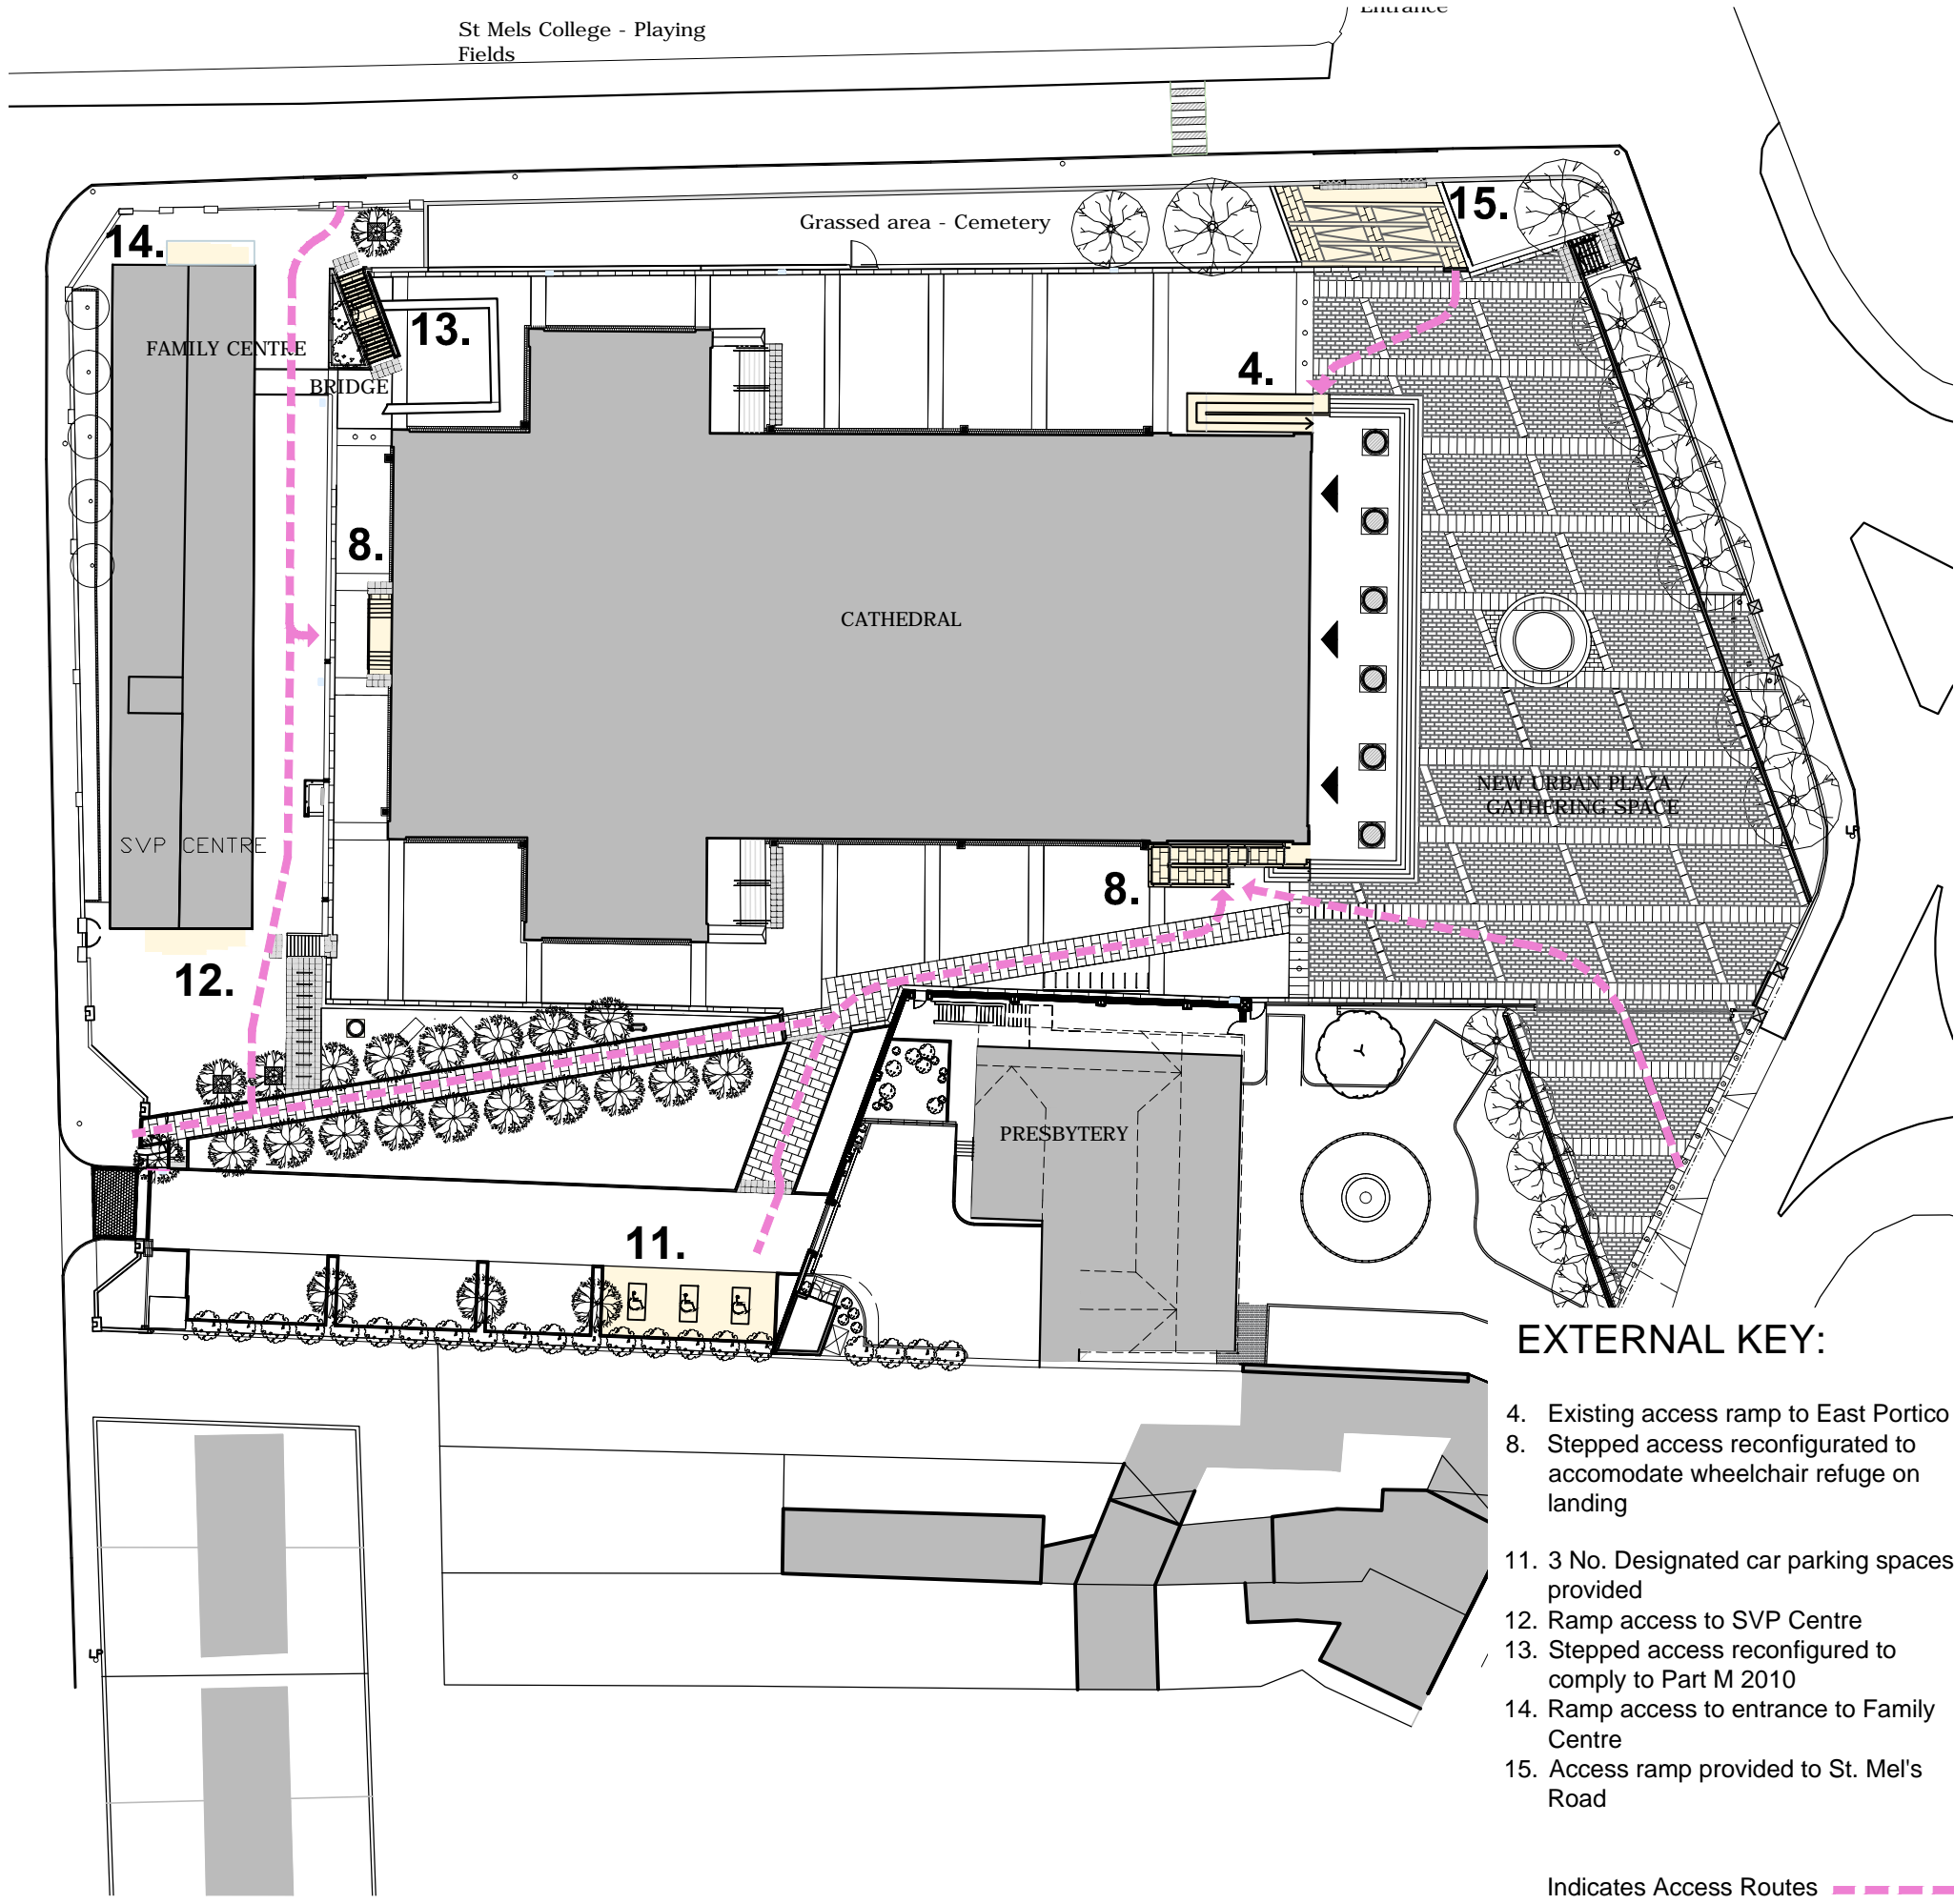 Entrance
St Mels College - Playing
Fields
15.
Grassed area - Cemetery
14.
13.
FAMILY CENTRE
BRIDGE
4.
8.
CATHEDRAL
NEW URBAN PLAZA /
GATHERING SPACE
SVP CENTRE
8.
12.
PRESBYTERY
11.
EXTERNAL KEY:
4. Existing access ramp to East Portico
8. Stepped access reconfigurated to
accomodate wheelchair refuge on
landing
11. 3 No. Designated car parking spaces
provided
12. Ramp access to SVP Centre
13. Stepped access reconfigured to
comply to Part M 2010
14. Ramp access to entrance to Family
Centre
15. Access ramp provided to St. Mel's
Road
Indicates Access Routes